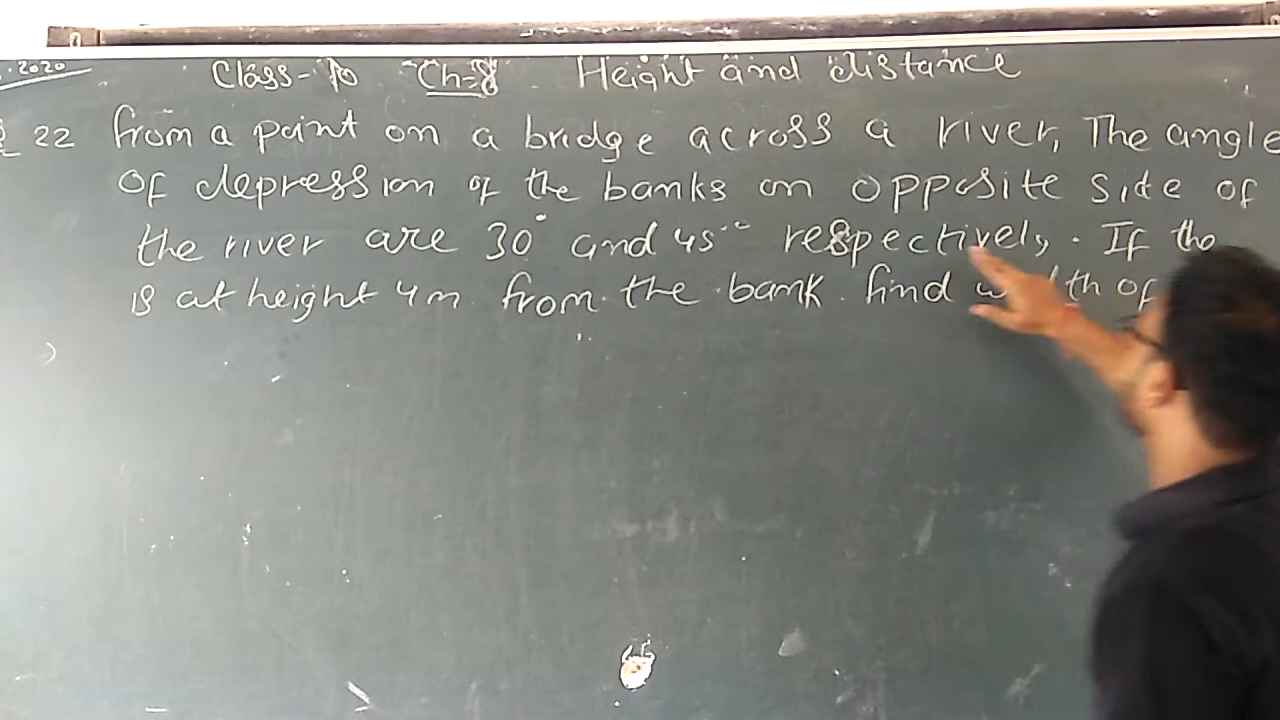 .2020
Class-10 Ch-8 Height and distance
22 from a point on a bridge across a river, The angle
of depression of the banks on opposite side of
the river are 30° and 45° respectively. If the
is at height 4m from the bank. find of